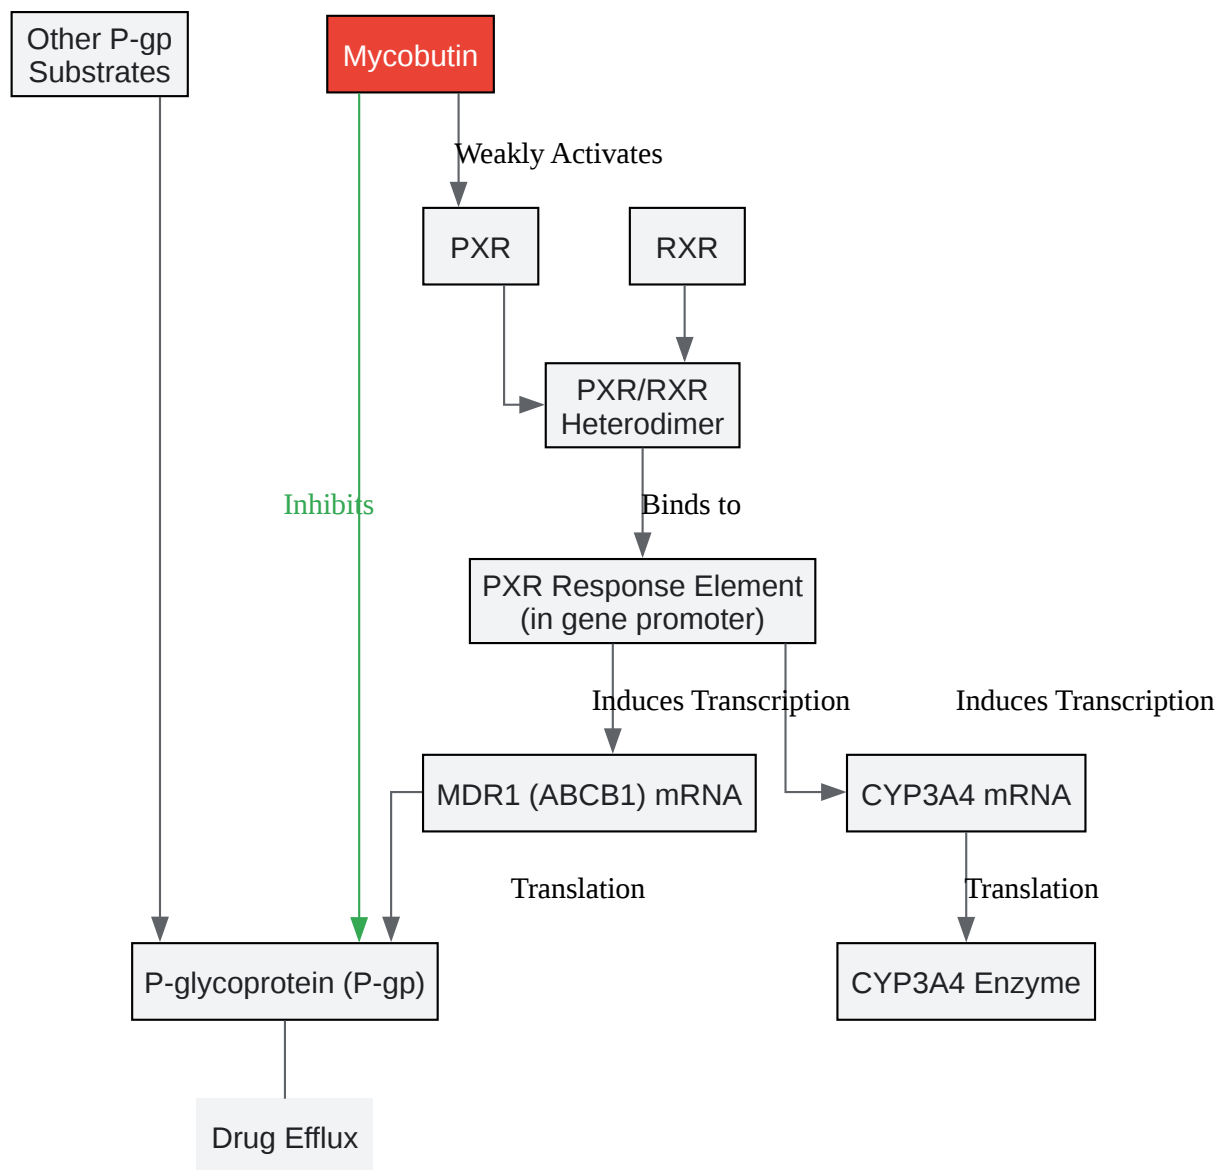 Other P-gp
Substrates
Mycobutin
Weakly Activates
PXR
RXR
PXR/RXR
Heterodimer
Inhibits
Binds to
PXR Response Element
(in gene promoter)
Induces Transcription
Induces Transcription
MDR1 (ABCB1) mRNA
CYP3A4 mRNA
Translation
Translation
P-glycoprotein (P-gp)
CYP3A4 Enzyme
Drug Efflux